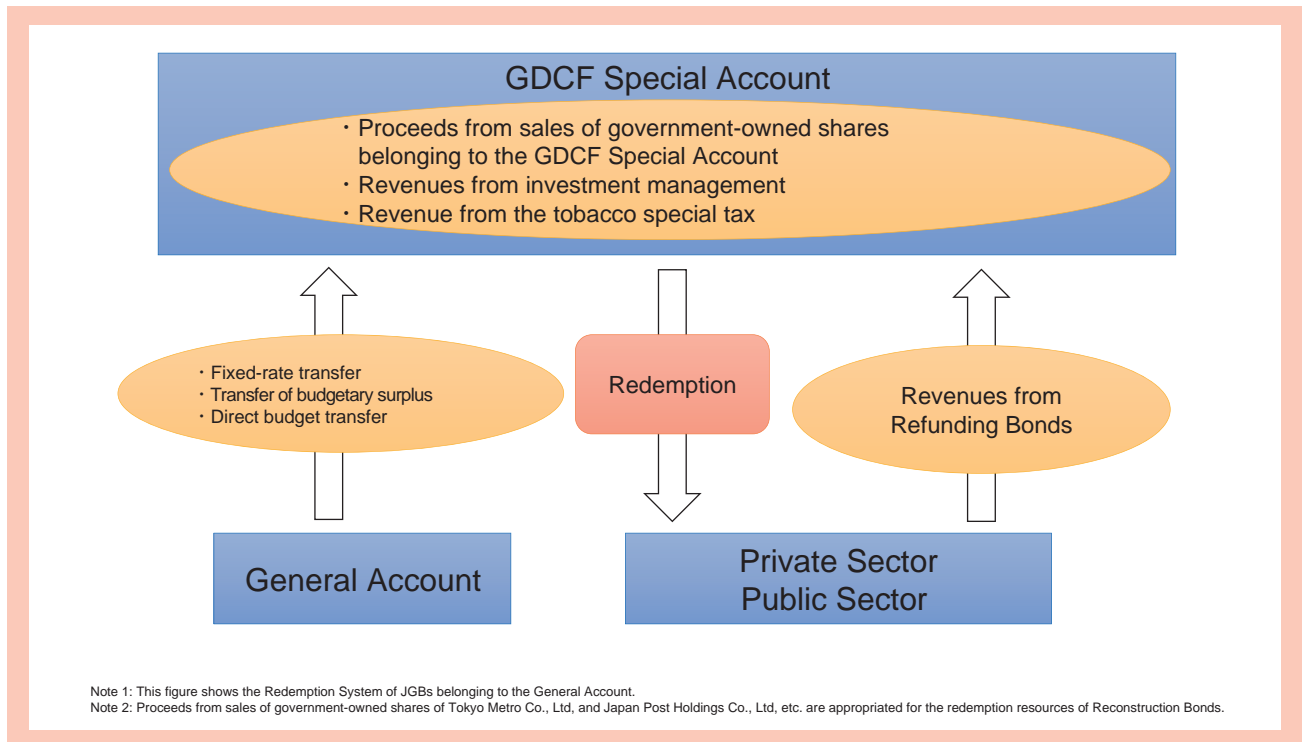 GDCF Special Account
・Proceeds from sales of government-owned shares
belonging to the GDCF Special Account
・Revenues from investment management
・Revenue from the tobacco special tax
・Fixed-rate transfer
・Transfer of budgetary surplus
・Direct budget transfer
Redemption
Revenues from
Refunding Bonds
General Account
Private Sector
Public Sector
Note 1: This figure shows the Redemption System of JGBs belonging to the General Account.
Note 2: Proceeds from sales of government-owned shares of Tokyo Metro Co., Ltd, and Japan Post Holdings Co., Ltd, etc. are appropriated for the redemption resources of Reconstruction Bonds.